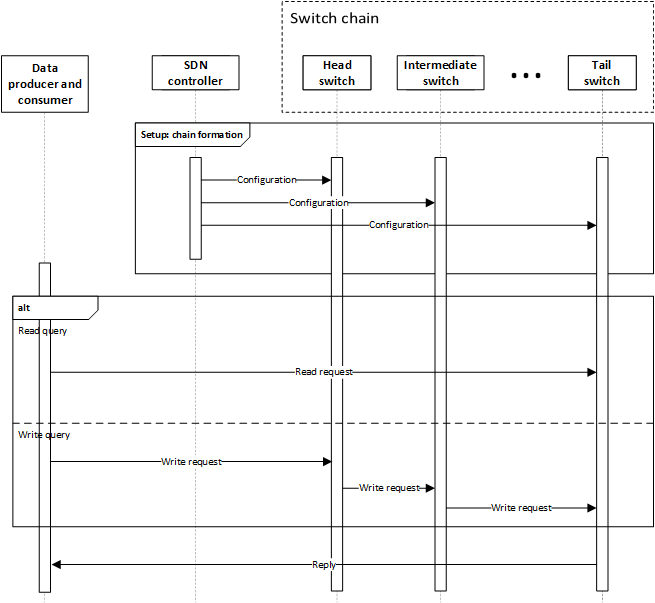 Switch chain
Data
producer and
consumer
SDN
controller
Head
switch
Intermediate
switch
Tail
switch
Setup: chain formation
Configuration
Configuration
Configuration
alt
Read query
Read request
Write query
Write request
Write request
Write request
Reply